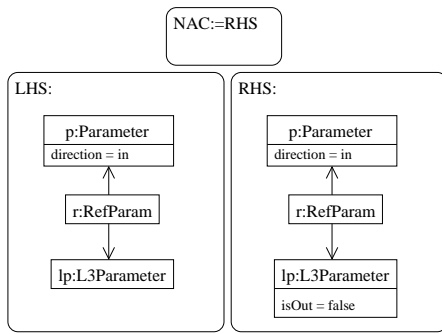 NAC:=RHS
LHS:
p:Parameter
direction = in
r:RefParam
lp:L3Parameter
RHS:
p:Parameter
direction = in
r:RefParam
lp:L3Parameter
isOut = false